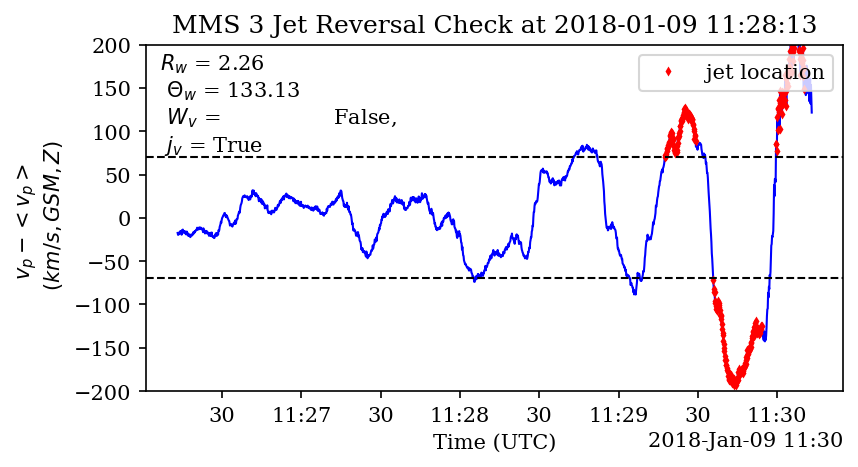 MMS 3 Jet Reversal Check at 2018-01-09 11:28:13
R_w = 2.26
Θ_w = 133.13
W_v = False,
j_v = True
jet location
200
150
100
50
0
−50
−100
−150
−200
v_p − < v_p >
(km/s, GSM, Z)
30 11:27 30 11:28 30 11:29 30 11:30
Time (UTC)
2018-Jan-09 11:30